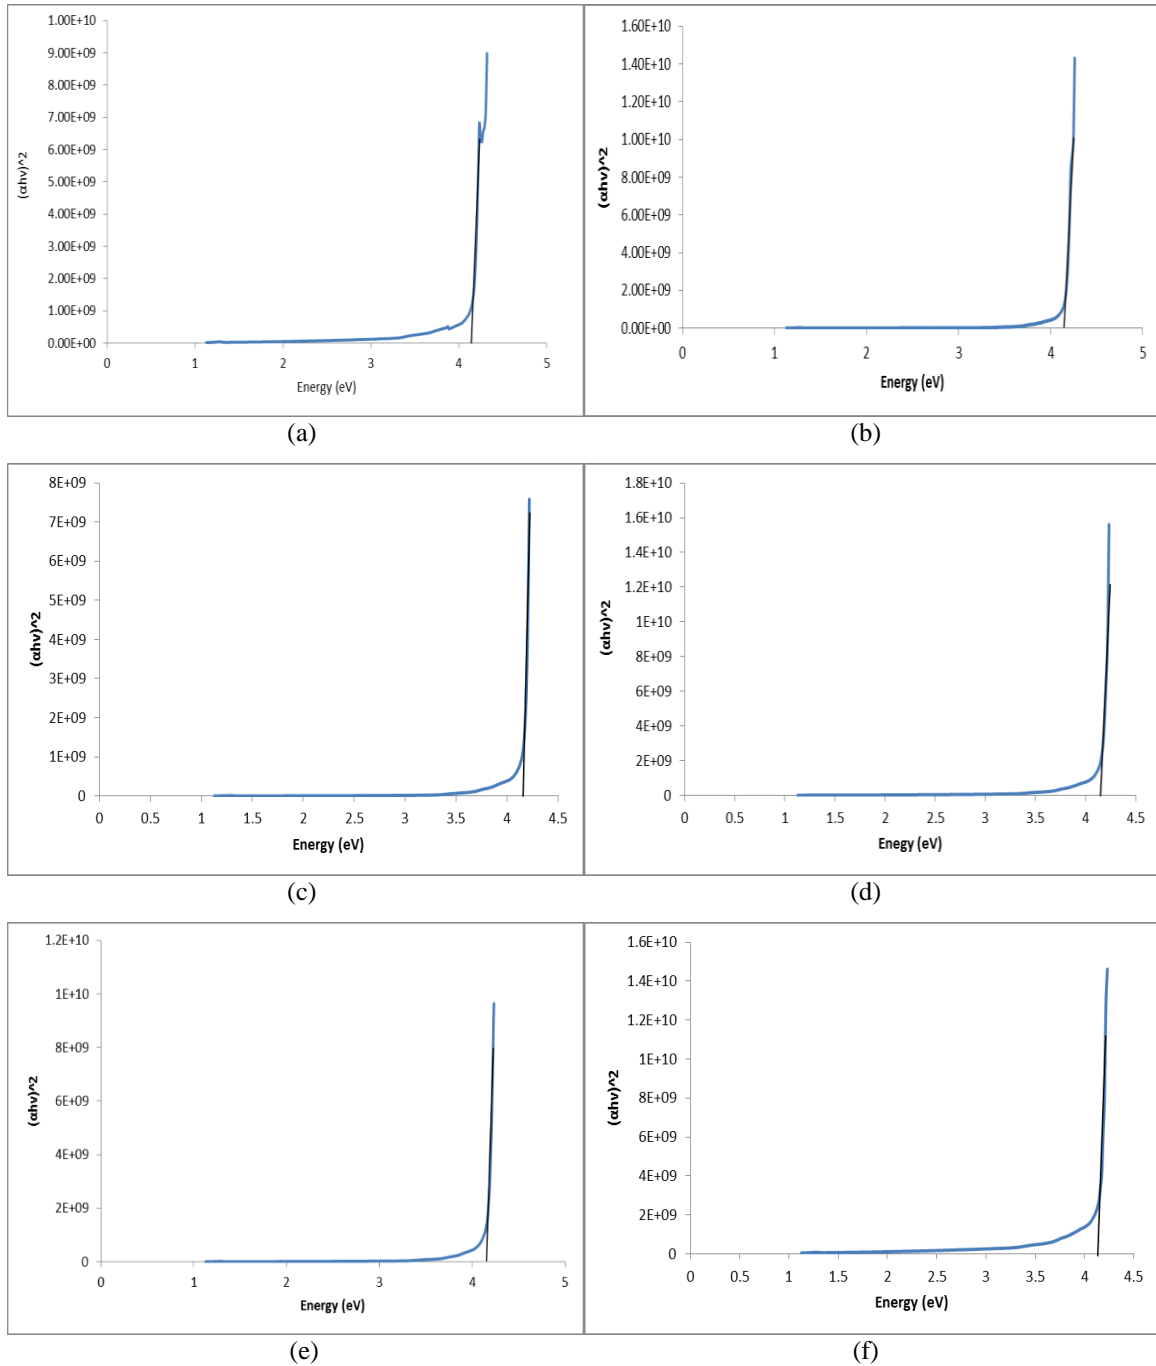 1.00E+10
9.00E+09
8.00E+09
7.00E+09
6.00E+09
5.00E+09
4.00E+09
3.00E+09
2.00E+09
1.00E+09
0.00E+00
(αhv)^2
0 1 2 3 4 5
Energy (eV)
(a)
1.60E+10
1.40E+10
1.20E+10
1.00E+10
8.00E+09
6.00E+09
4.00E+09
2.00E+09
0.00E+00
(αhv)^2
0 1 2 3 4 5
Energy (eV)
(b)
8E+09
7E+09
6E+09
5E+09
4E+09
3E+09
2E+09
1E+09
0
(αhv)^2
0 0.5 1 1.5 2 2.5 3 3.5 4 4.5
Energy (eV)
(c)
1.8E+10
1.6E+10
1.4E+10
1.2E+10
1E+10
8E+09
6E+09
4E+09
2E+09
0
(αhv)^2
0 0.5 1 1.5 2 2.5 3 3.5 4 4.5
Enegy (eV)
(d)
1.2E+10
1E+10
8E+09
6E+09
4E+09
2E+09
0
(αhv)^2
0 1 2 3 4 5
Energy (eV)
(e)
1.6E+10
1.4E+10
1.2E+10
1E+10
8E+09
6E+09
4E+09
2E+09
0
(αhv)^2
0 0.5 1 1.5 2 2.5 3 3.5 4 4.5
Energy (eV)
(f)